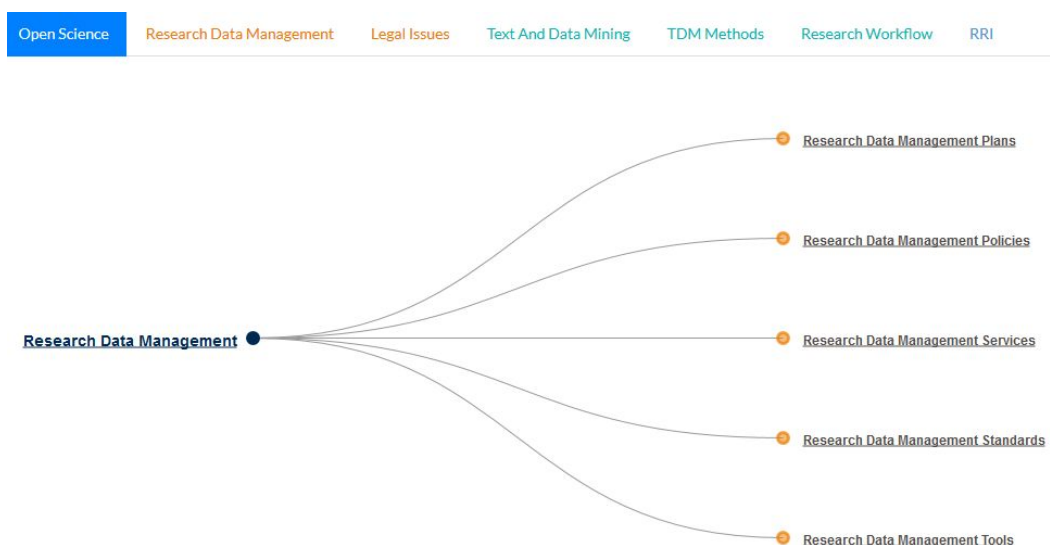 Open Science Research Data Management Legal Issues Text And Data Mining TDM Methods Research Workflow RRI
Research Data Management Plans
Research Data Management Policies
Research Data Management Research Data Management Services
Research Data Management Standards
Research Data Management Tools